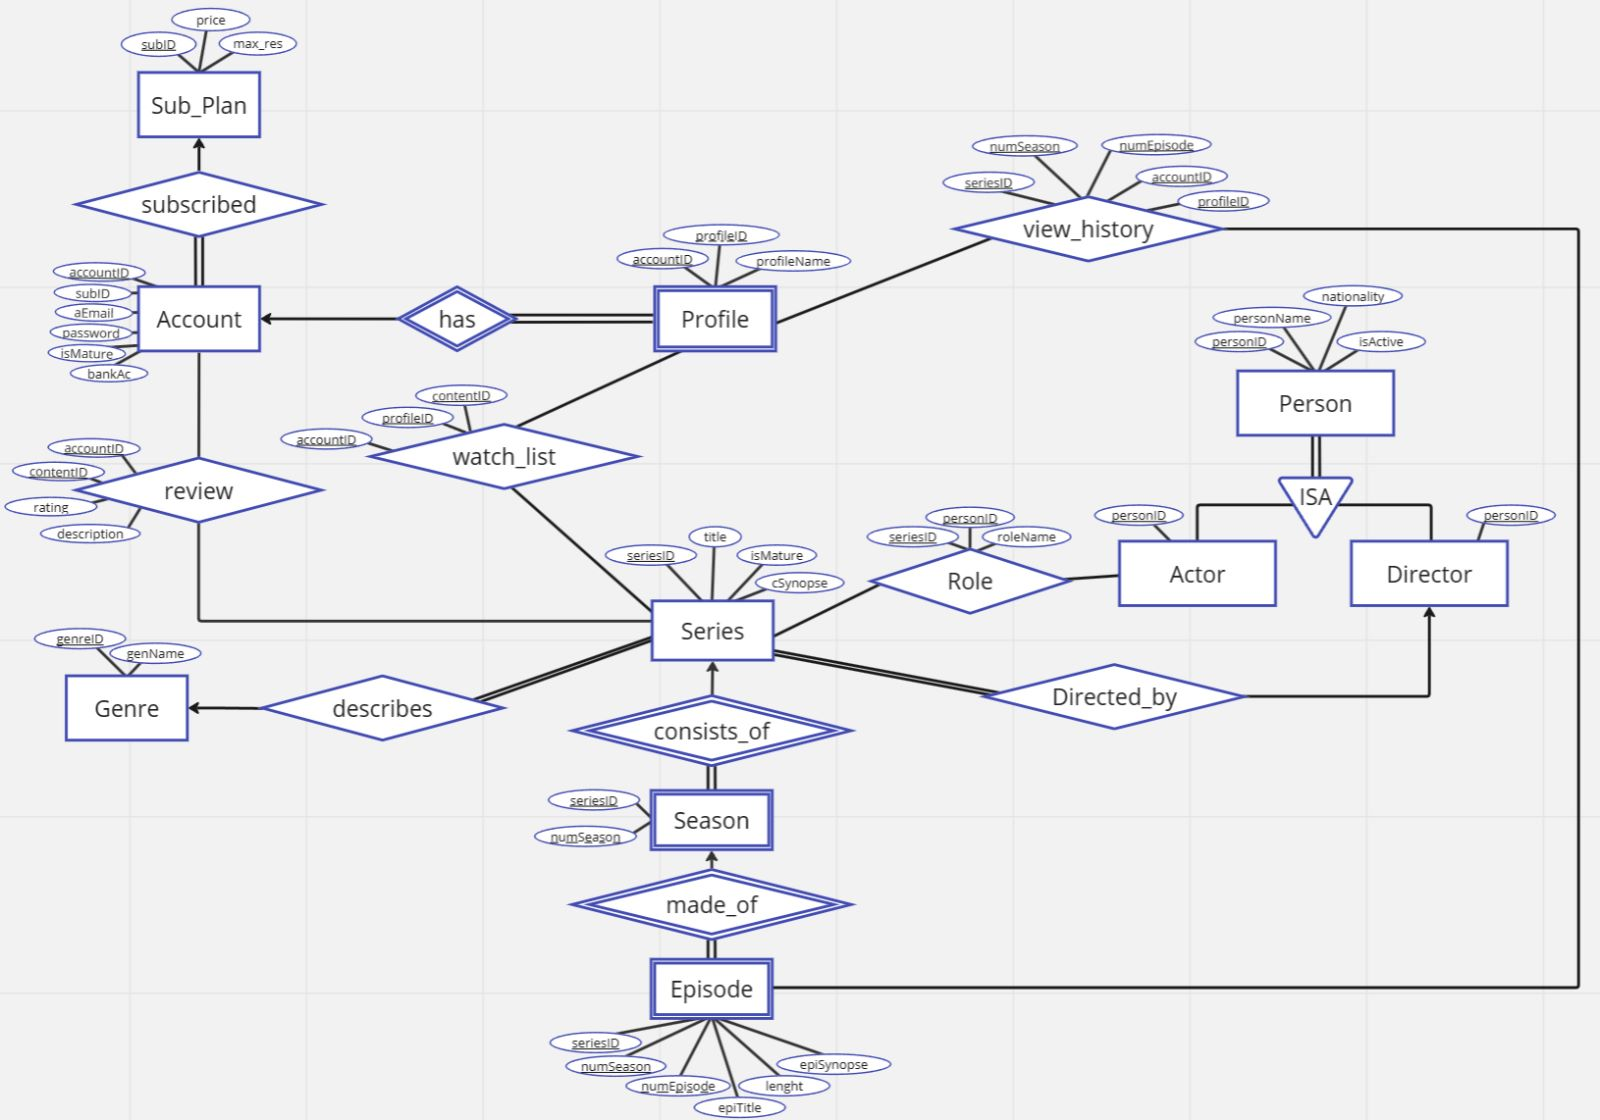 price
subID
max_res
Sub_Plan
subscribed
accountID
subID
aEmail
password
isMature
bankAc
Account
has
profileID
accountID
profileName
Profile
numSeason
numEpisode
seriesID
accountID
profileID
view_history
nationality
personName
personID
isActive
Person
ISA
contentID
profileID
accountID
watch_list
accountID
contentID
rating
description
review
title
seriesID
isMature
cSynopse
Series
personID
seriesID
roleName
Role
personID
Actor
personID
Director
genreID
genName
Genre
describes
Directed_by
consists_of
seriesID
numSeason
Season
made_of
Episode
seriesID
numSeason
numEpisode
epiTitle
lenght
epiSynopse